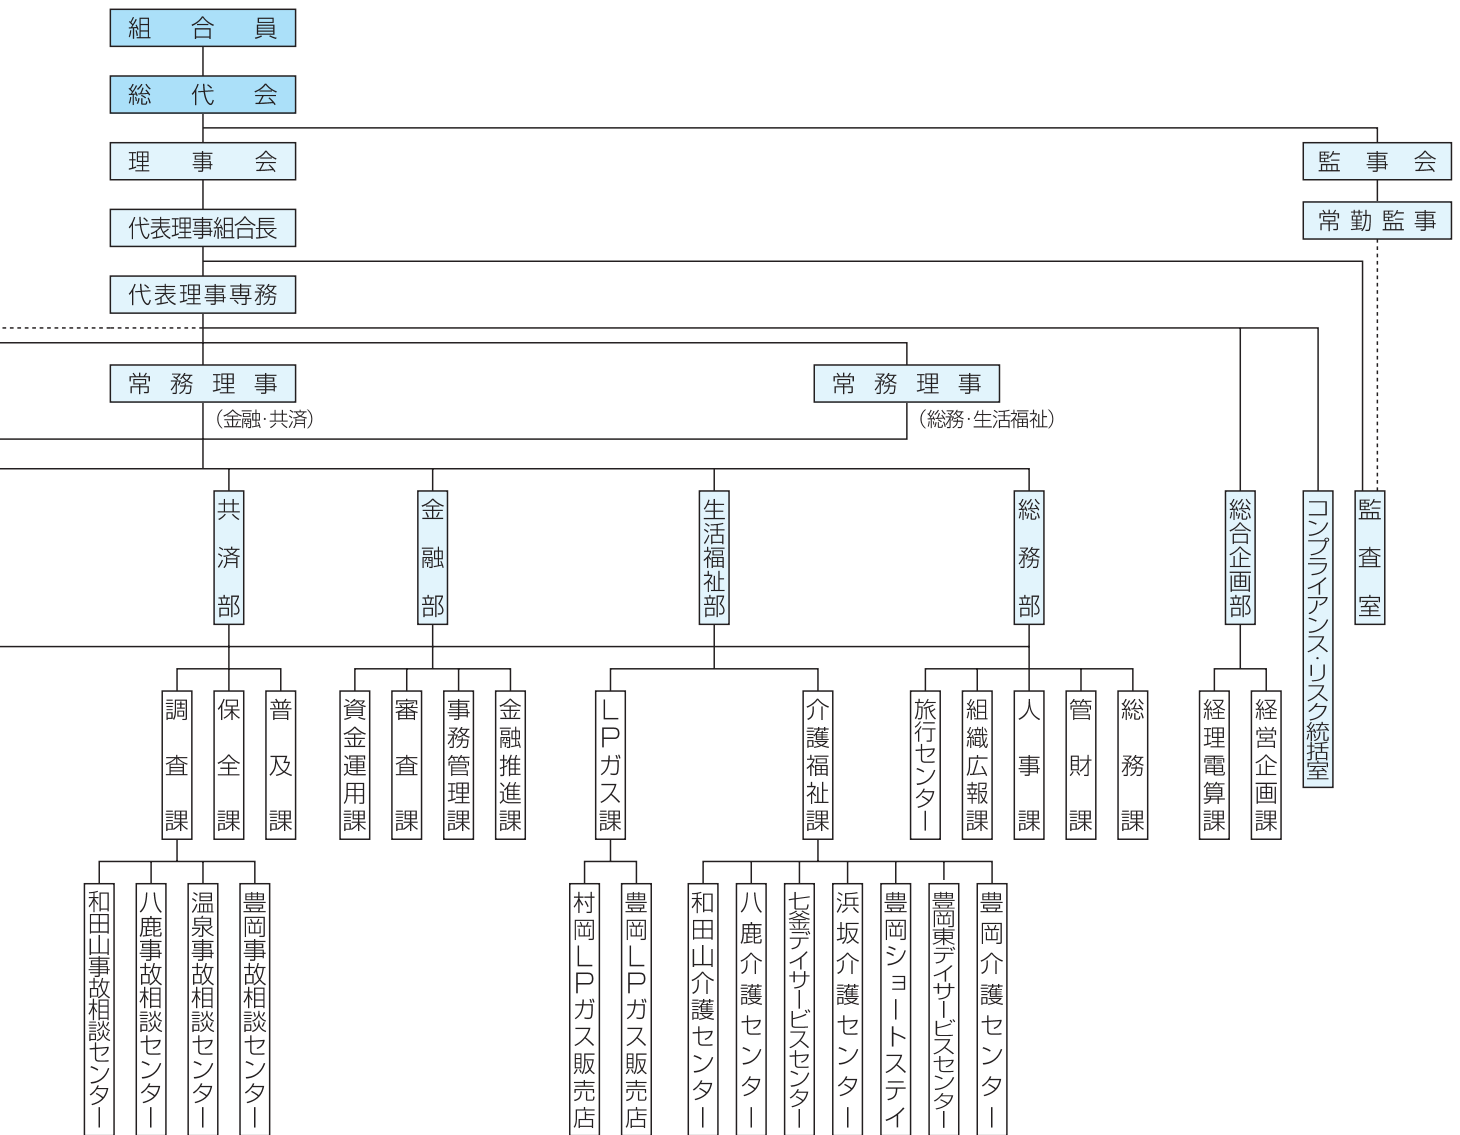 組合員
総代会
理事会
監事会
代表理事組合長
常勤監事
代表理事専務
常務理事
(金融·共済)
常務理事
(総務·生活福祉)
共済部
金融部
生活福祉部
総務部
総合企画部
コンプライアンス·リスク統括室
監査室
調査課
保全課
普及課
資金運用課
審査課
事務管理課
金融推進課
LPガス課
介護福祉課
旅行センター
組織広報課
人事課
管財課
総務課
経理電算課
経営企画課
和田山事故相談センター
八鹿事故相談センター
温泉事故相談センター
豊岡事故相談センター
村岡LPガス販売店
豊岡LPガス販売店
和田山介護センター
八鹿介護センター
七釜デイサービスセンター
浜坂介護センター
豊岡ショートステイ
豊岡東デイサービスセンター
豊岡介護センター